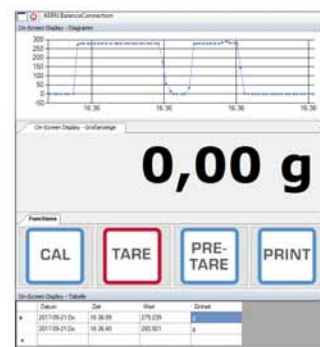 KERN BalanceConnection
On-Screen Display - Diagramm
300
250
200
150
100
50
0
-50
16:36 16:36 16:36 16:36
On-Screen Display - Großanzeige
0,00 g
Functions
CAL TARE PRE-TARE PRINT
On-Screen Display - Tabelle
Datum Zeit Wert Einheit
2017-09-21 Do. 16:36:09 279,239 g
2017-09-21 Do. 16:36:40 280,001 g